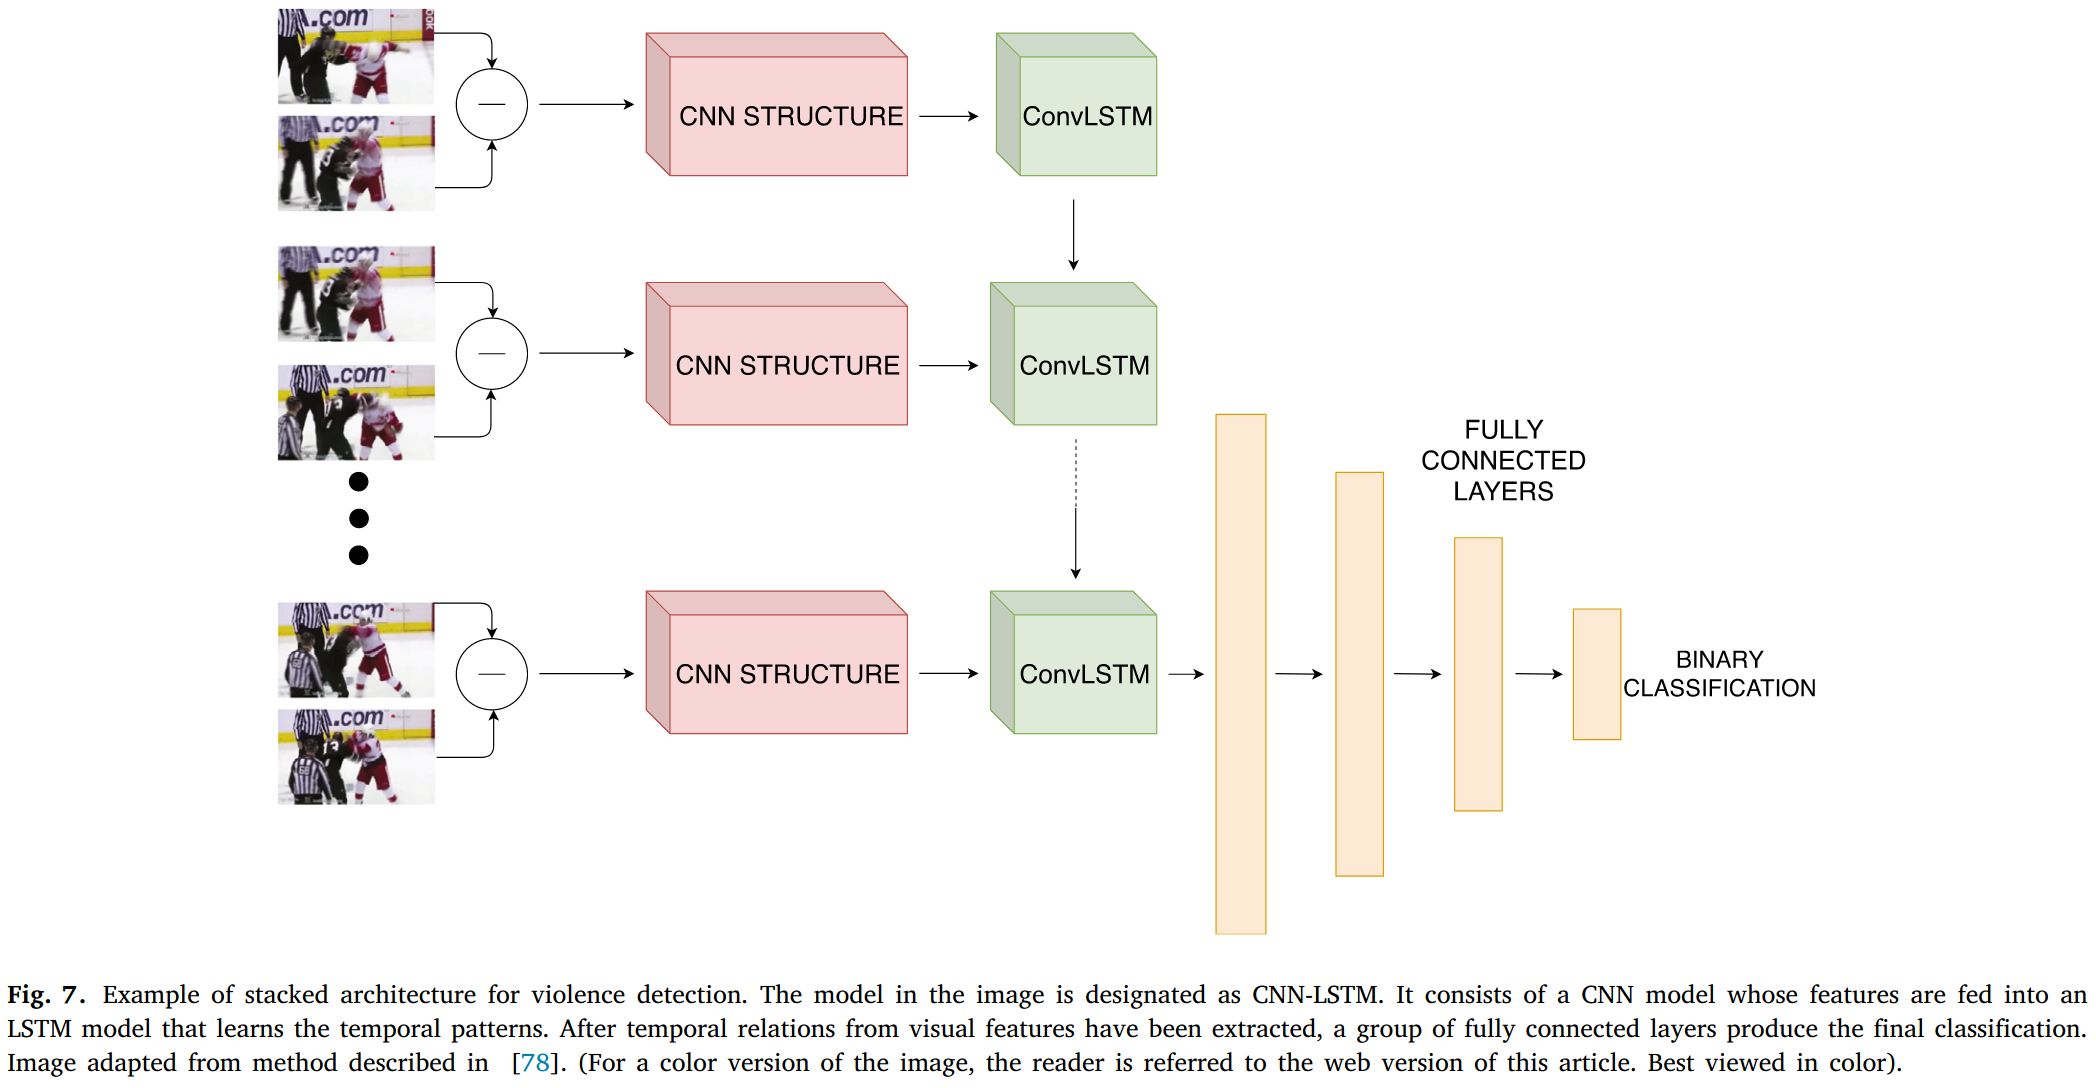 A.com
CNN STRUCTURE
ConvLSTM
A.com
A.com
CNN STRUCTURE
ConvLSTM
.com
FULLY
CONNECTED
LAYERS
.com
CNN STRUCTURE
ConvLSTM
BINARY
CLASSIFICATION
.com
Fig. 7. Example of stacked architecture for violence detection. The model in the image is designated as CNN-LSTM. It consists of a CNN model whose features are fed into an
LSTM model that learns the temporal patterns. After temporal relations from visual features have been extracted, a group of fully connected layers produce the final classification.
Image adapted from method described in [78]. (For a color version of the image, the reader is referred to the web version of this article. Best viewed in color).